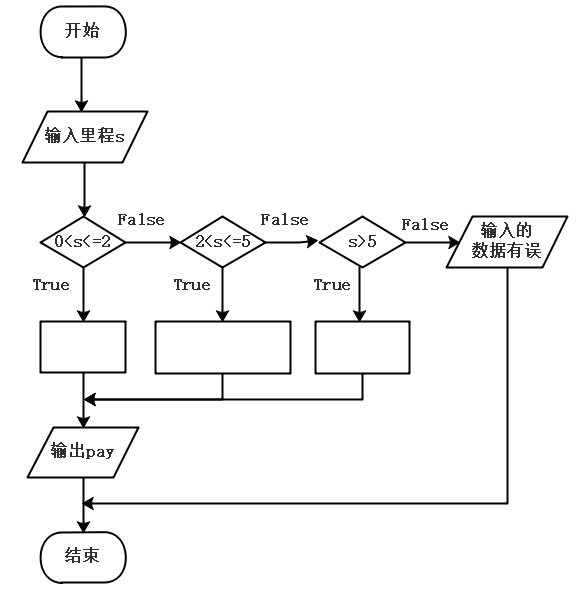 开始
输入里程s
False
False
False
0<s<=2
2<s<=5
s>5
输入的
数据有误
True
True
True
输出pay
结束